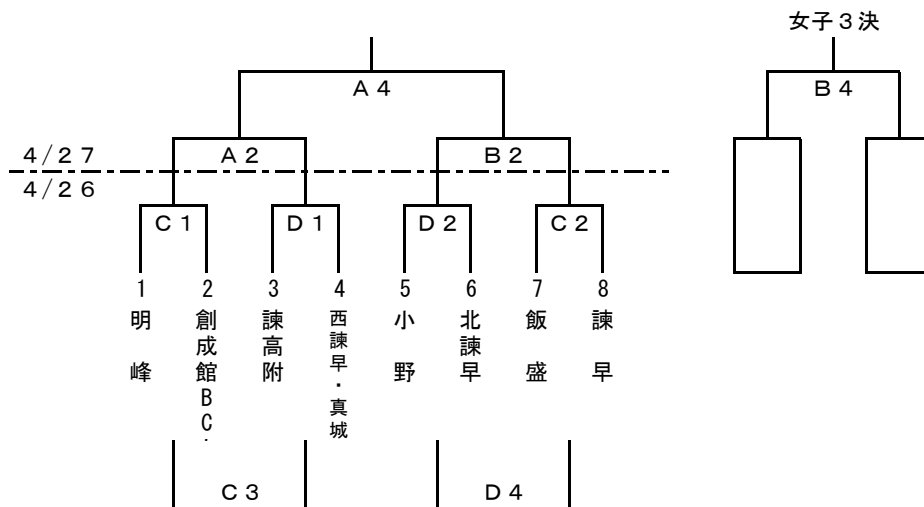 女子３決
Ａ４
Ｂ４
４/２７
Ａ２
Ｂ２
４/２６
Ｃ１
Ｄ１
Ｄ２
Ｃ２
1
2
3
4
5
6
7
8
明峰
創成館BC
諫高附
西諫早・真城
小野
北諫早
飯盛
諫早
Ｃ３
Ｄ４